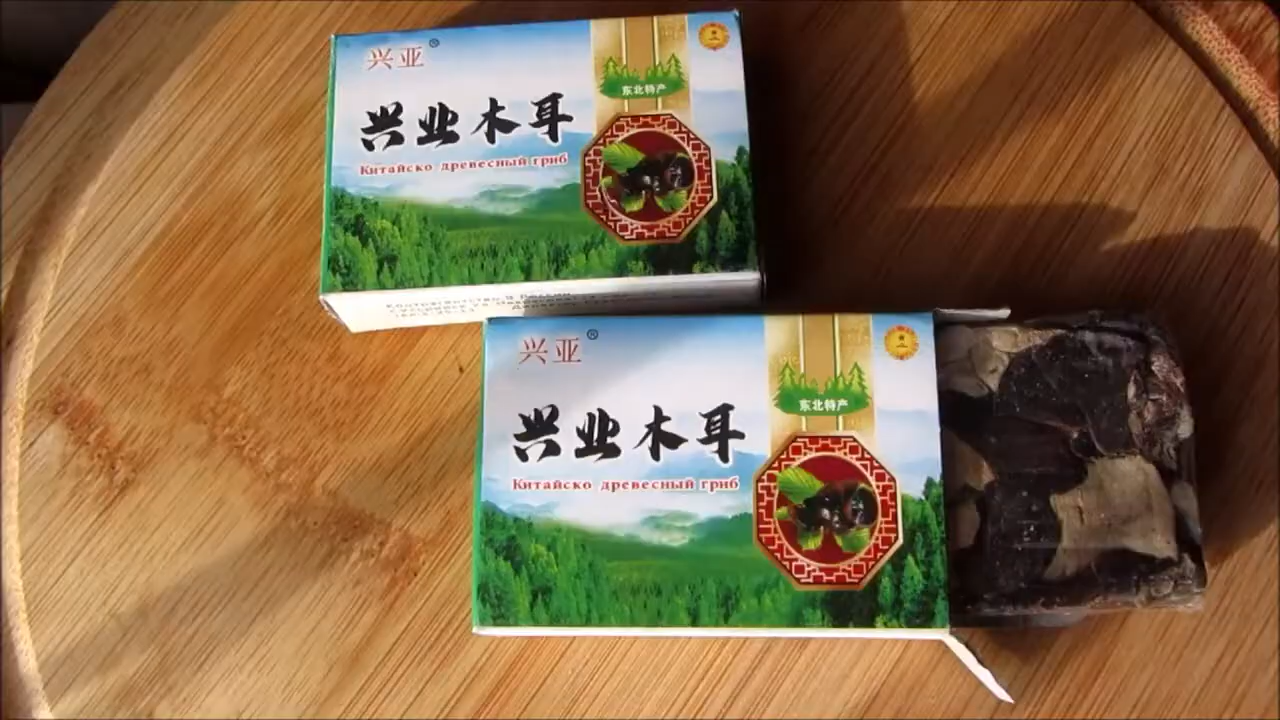 兴亚®
东北特产
兴业木耳
Китайско древесный гриб
兴亚®
东北特产
兴业木耳
Китайско древесный гриб